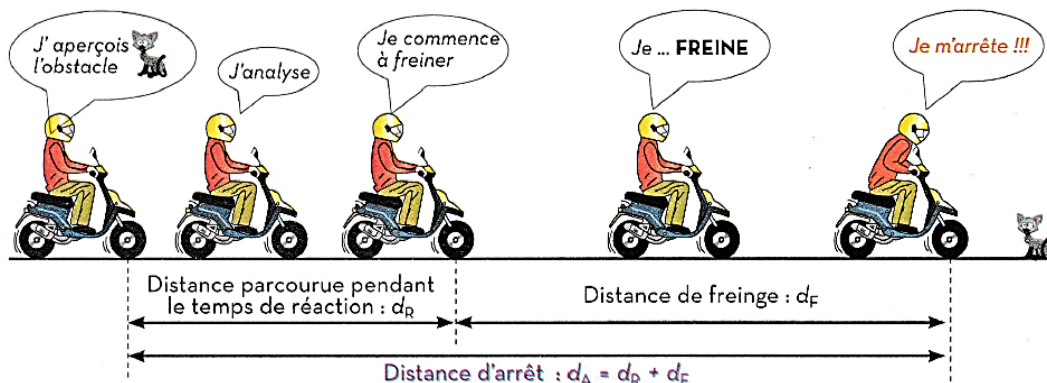 J'aperçois
l'obstacle
J'analyse
Je commence
à freiner
Je ... FREINE
Je m'arrête !!!
Distance parcourue pendant
le temps de réaction : dR
Distance de freinge : dF
Distance d'arrêt : dA = dR + dF